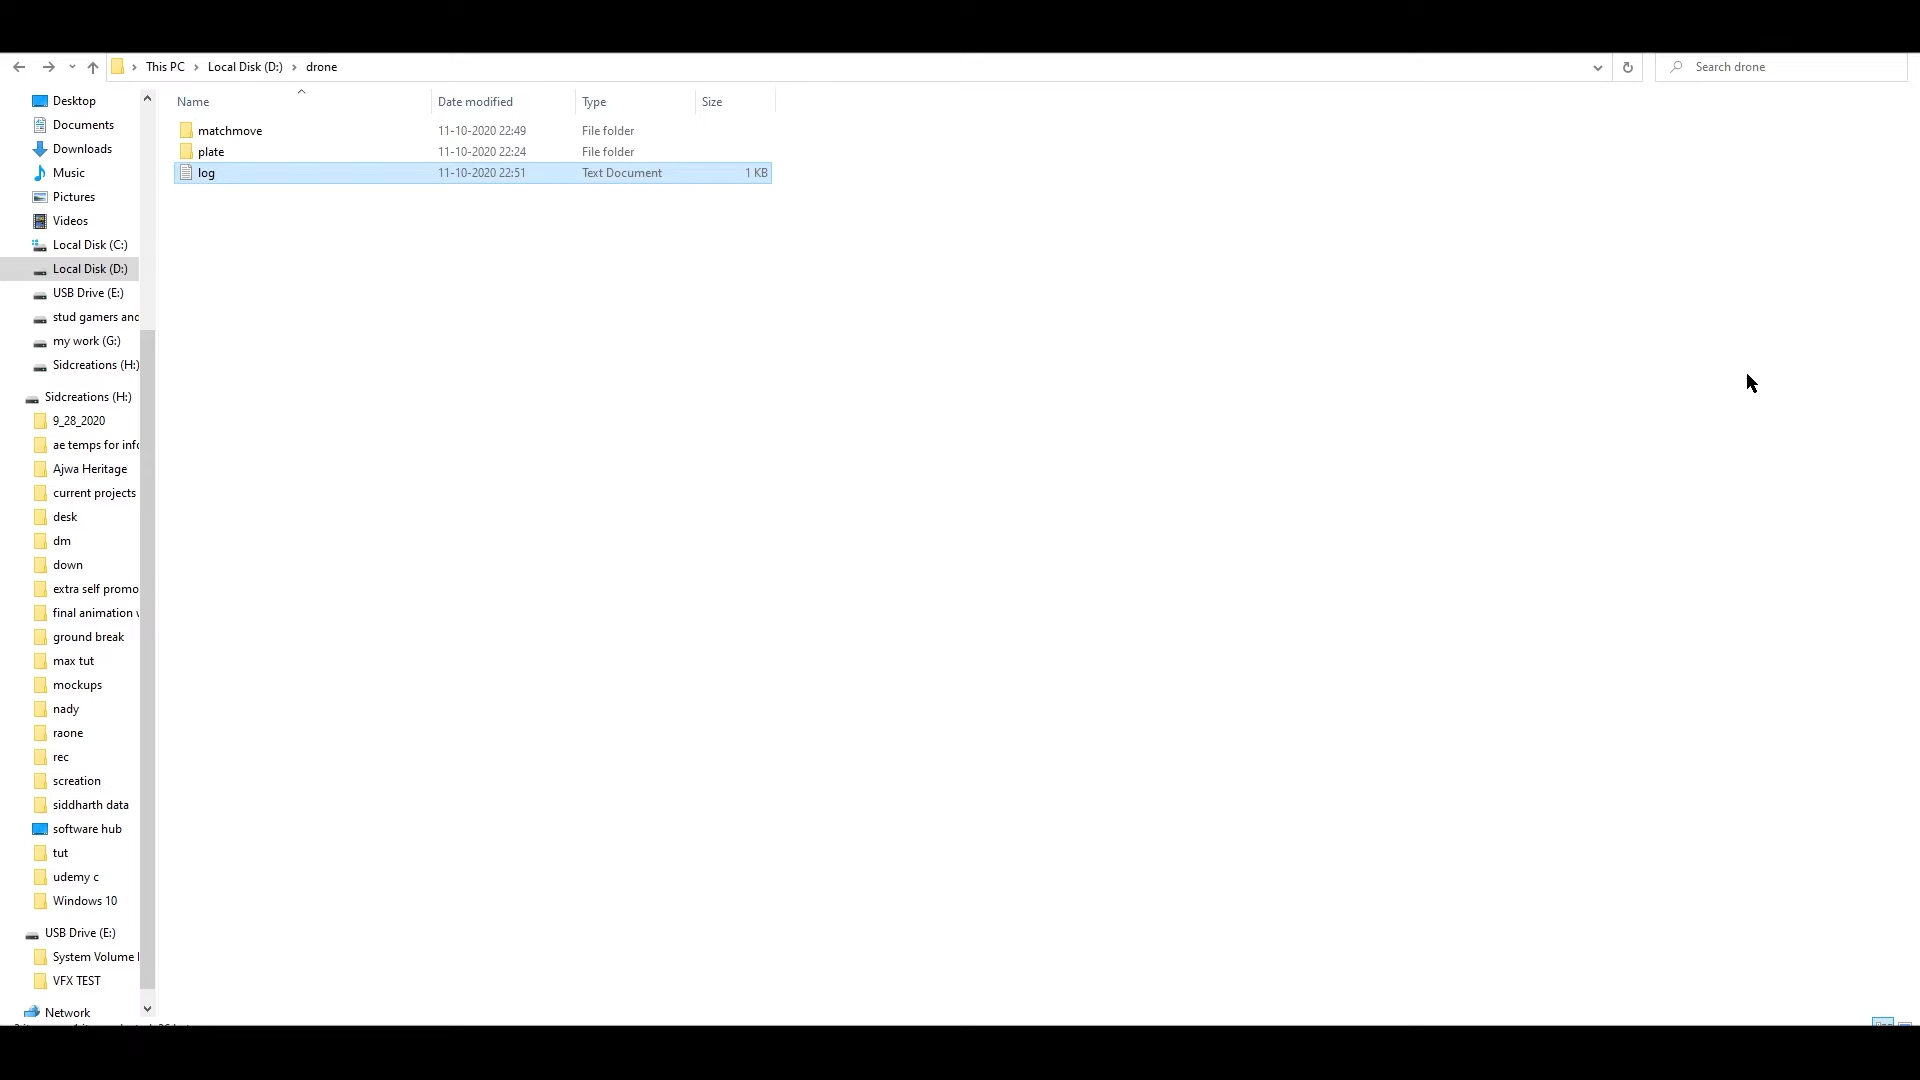 This PC > Local Disk (D:) > drone
Search drone
Name Date modified Type Size
matchmove 11-10-2020 22:49 File folder
plate 11-10-2020 22:24 File folder
log 11-10-2020 22:51 Text Document 1 KB
Desktop
Documents
Downloads
Music
Pictures
Videos
Local Disk (C:)
Local Disk (D:)
USB Drive (E:)
stud gamers and
my work (G:)
Sidcreations (H:)
Sidcreations (H:)
9_28_2020
ae temps for info
Ajwa Heritage
current projects
desk
dm
down
extra self promo
final animation
ground break
max tut
mockups
nady
raone
rec
screation
siddharth data
software hub
tut
udemy c
Windows 10
USB Drive (E:)
System Volume
VFX TEST
Network